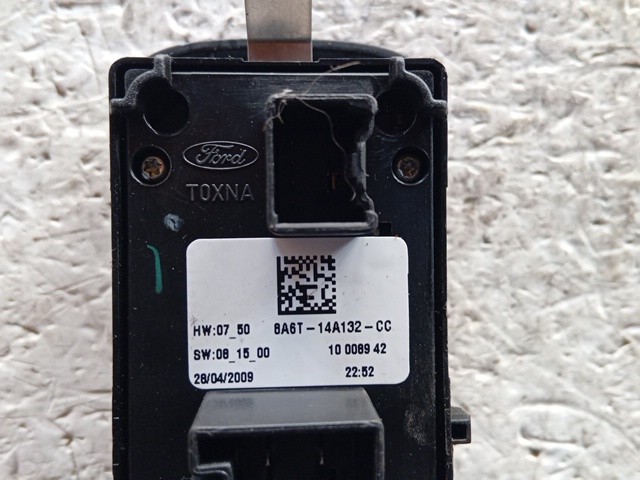 Ford
TOXNA
HW:07_50 8A6T-14A132-CC
SW:08_15_00 10 0089 42
28/04/2009 22:52